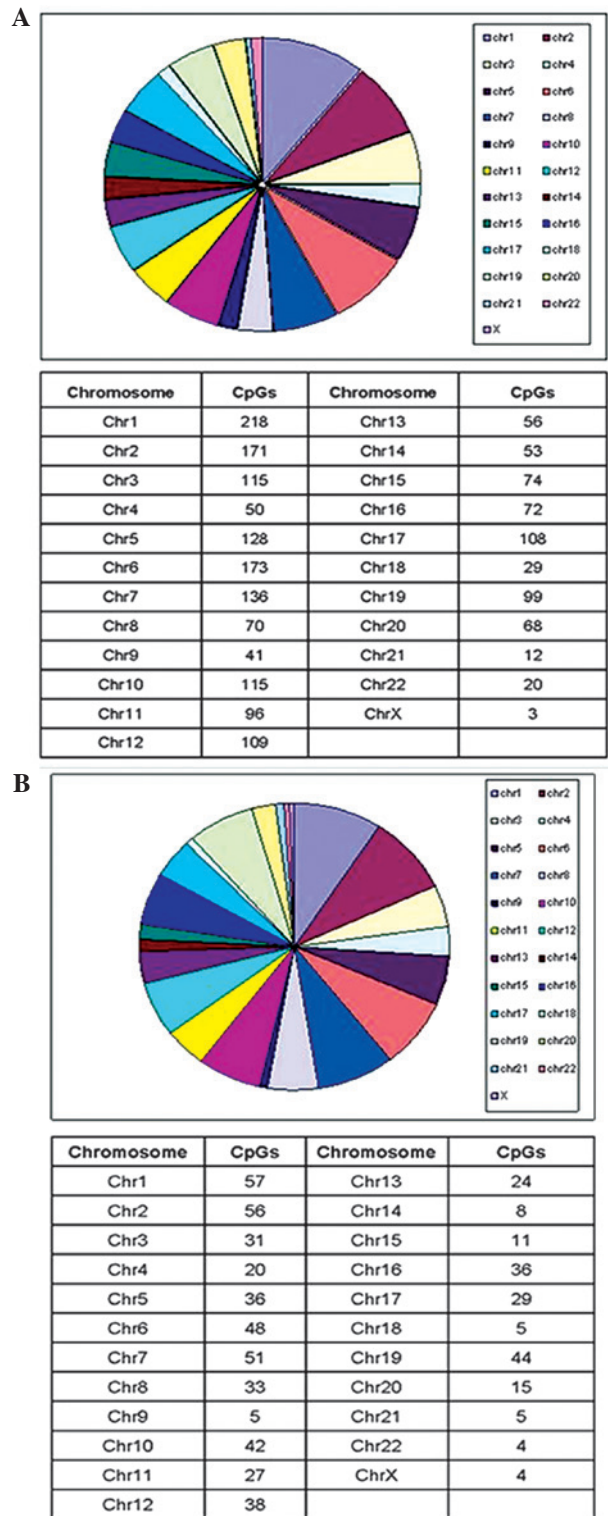 A
chr1 chr2
chr3 chr4
chr5 chr6
chr7 chr8
chr9 chr10
chr11 chr12
chr13 chr14
chr15 chr16
chr17 chr18
chr19 chr20
chr21 chr22
X
Chromosome CpGs Chromosome CpGs
Chr1 218 Chr13 56
Chr2 171 Chr14 53
Chr3 115 Chr15 74
Chr4 50 Chr16 72
Chr5 128 Chr17 108
Chr6 173 Chr18 29
Chr7 136 Chr19 99
Chr8 70 Chr20 68
Chr9 41 Chr21 12
Chr10 115 Chr22 20
Chr11 96 ChrX 3
Chr12 109
B
chr1 chr2
chr3 chr4
chr5 chr6
chr7 chr8
chr9 chr10
chr11 chr12
chr13 chr14
chr15 chr16
chr17 chr18
chr19 chr20
chr21 chr22
X
Chromosome CpGs Chromosome CpGs
Chr1 57 Chr13 24
Chr2 56 Chr14 8
Chr3 31 Chr15 11
Chr4 20 Chr16 36
Chr5 36 Chr17 29
Chr6 48 Chr18 5
Chr7 51 Chr19 44
Chr8 33 Chr20 15
Chr9 5 Chr21 5
Chr10 42 Chr22 4
Chr11 27 ChrX 4
Chr12 38